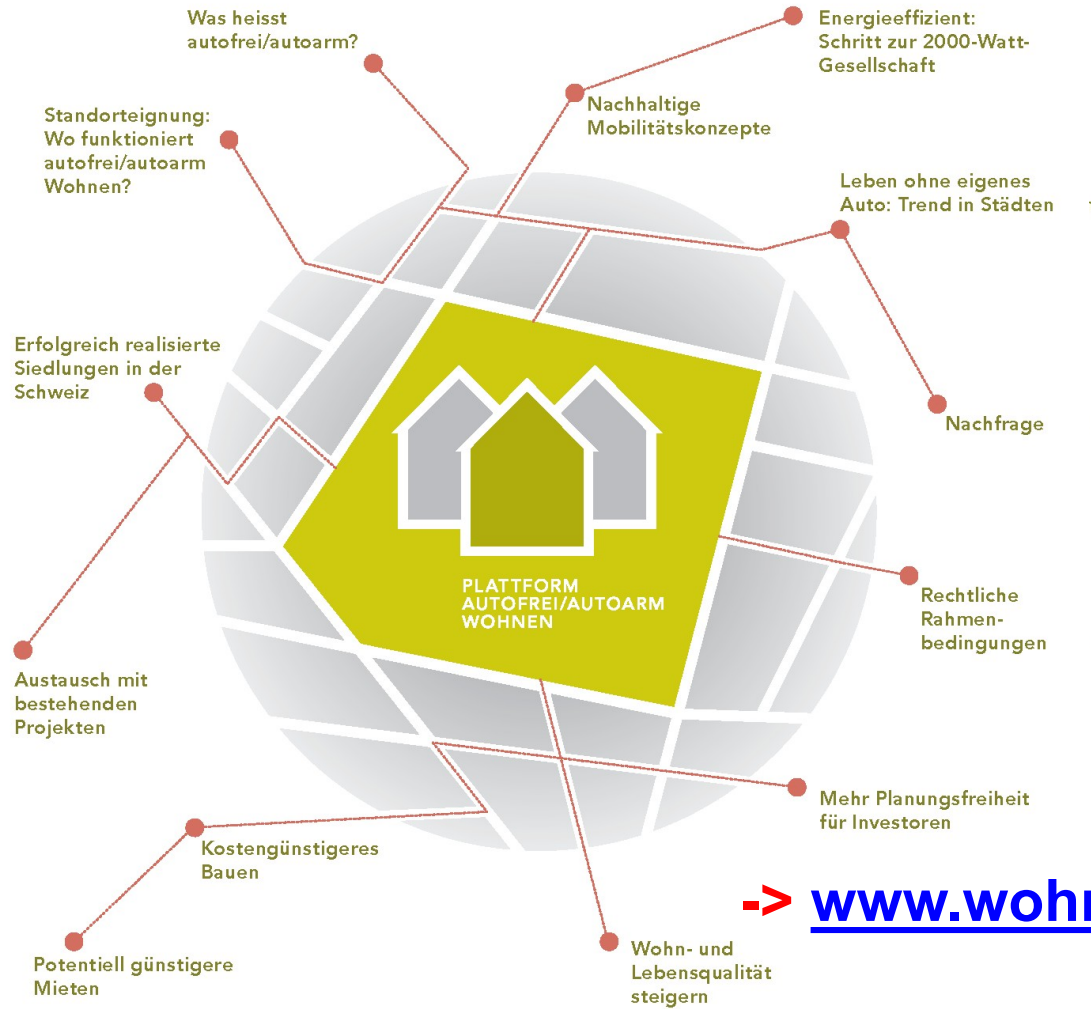 Was heisst
autofrei/autoarm?
Energieeffizient:
Schritt zur 2000-Watt-
Gesellschaft
Nachhaltige
Mobilitätskonzepte
Standorteignung:
Wo funktioniert
autofrei/autoarm
Wohnen?
Leben ohne eigenes
Auto: Trend in Städten
Erfolgreich realisierte
Siedlungen in der
Schweiz
Nachfrage
PLATTFORM
AUTOFREI/AUTOARM
WOHNEN
Rechtliche
Rahmen-
bedingungen
Austausch mit
bestehenden
Projekten
Mehr Planungsfreiheit
für Investoren
Kostengünstigeres
Bauen
-> www.wohn
Wohn- und
Lebensqualität
steigern
Potentiell günstigere
Mieten